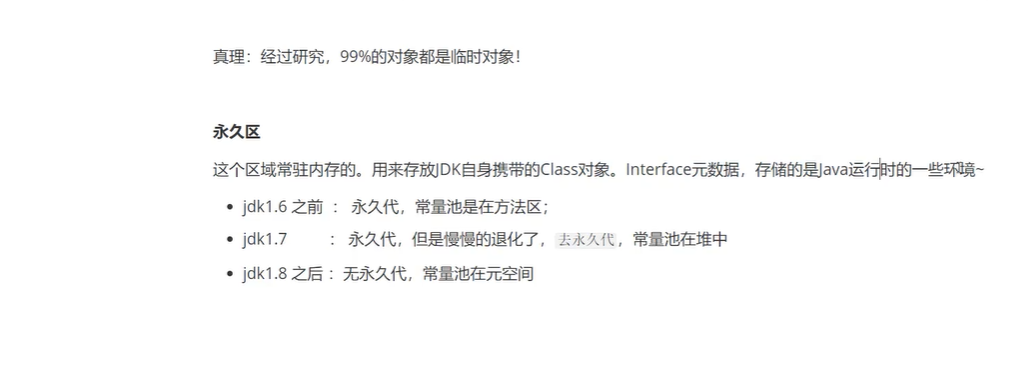 真理：经过研究，99%的对象都是临时对象！
永久区
这个区域常驻内存的。用来存放JDK自身携带的Class对象。Interface元数据，存储的是Java运行时的一些环境~
• jdk1.6 之前 ： 永久代，常量池是在方法区；
• jdk1.7 ： 永久代，但是慢慢的退化了，去永久代，常量池在堆中
• jdk1.8 之后 ：无永久代，常量池在元空间